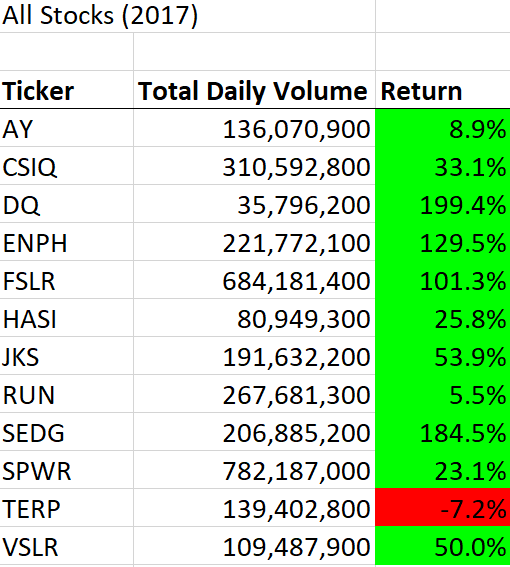 All Stocks (2017)
Ticker Total Daily Volume Return
AY 136,070,900 8.9%
CSIQ 310,592,800 33.1%
DQ 35,796,200 199.4%
ENPH 221,772,100 129.5%
FSLR 684,181,400 101.3%
HASI 80,949,300 25.8%
JKS 191,632,200 53.9%
RUN 267,681,300 5.5%
SEDG 206,885,200 184.5%
SPWR 782,187,000 23.1%
TERP 139,402,800 -7.2%
VSLR 109,487,900 50.0%